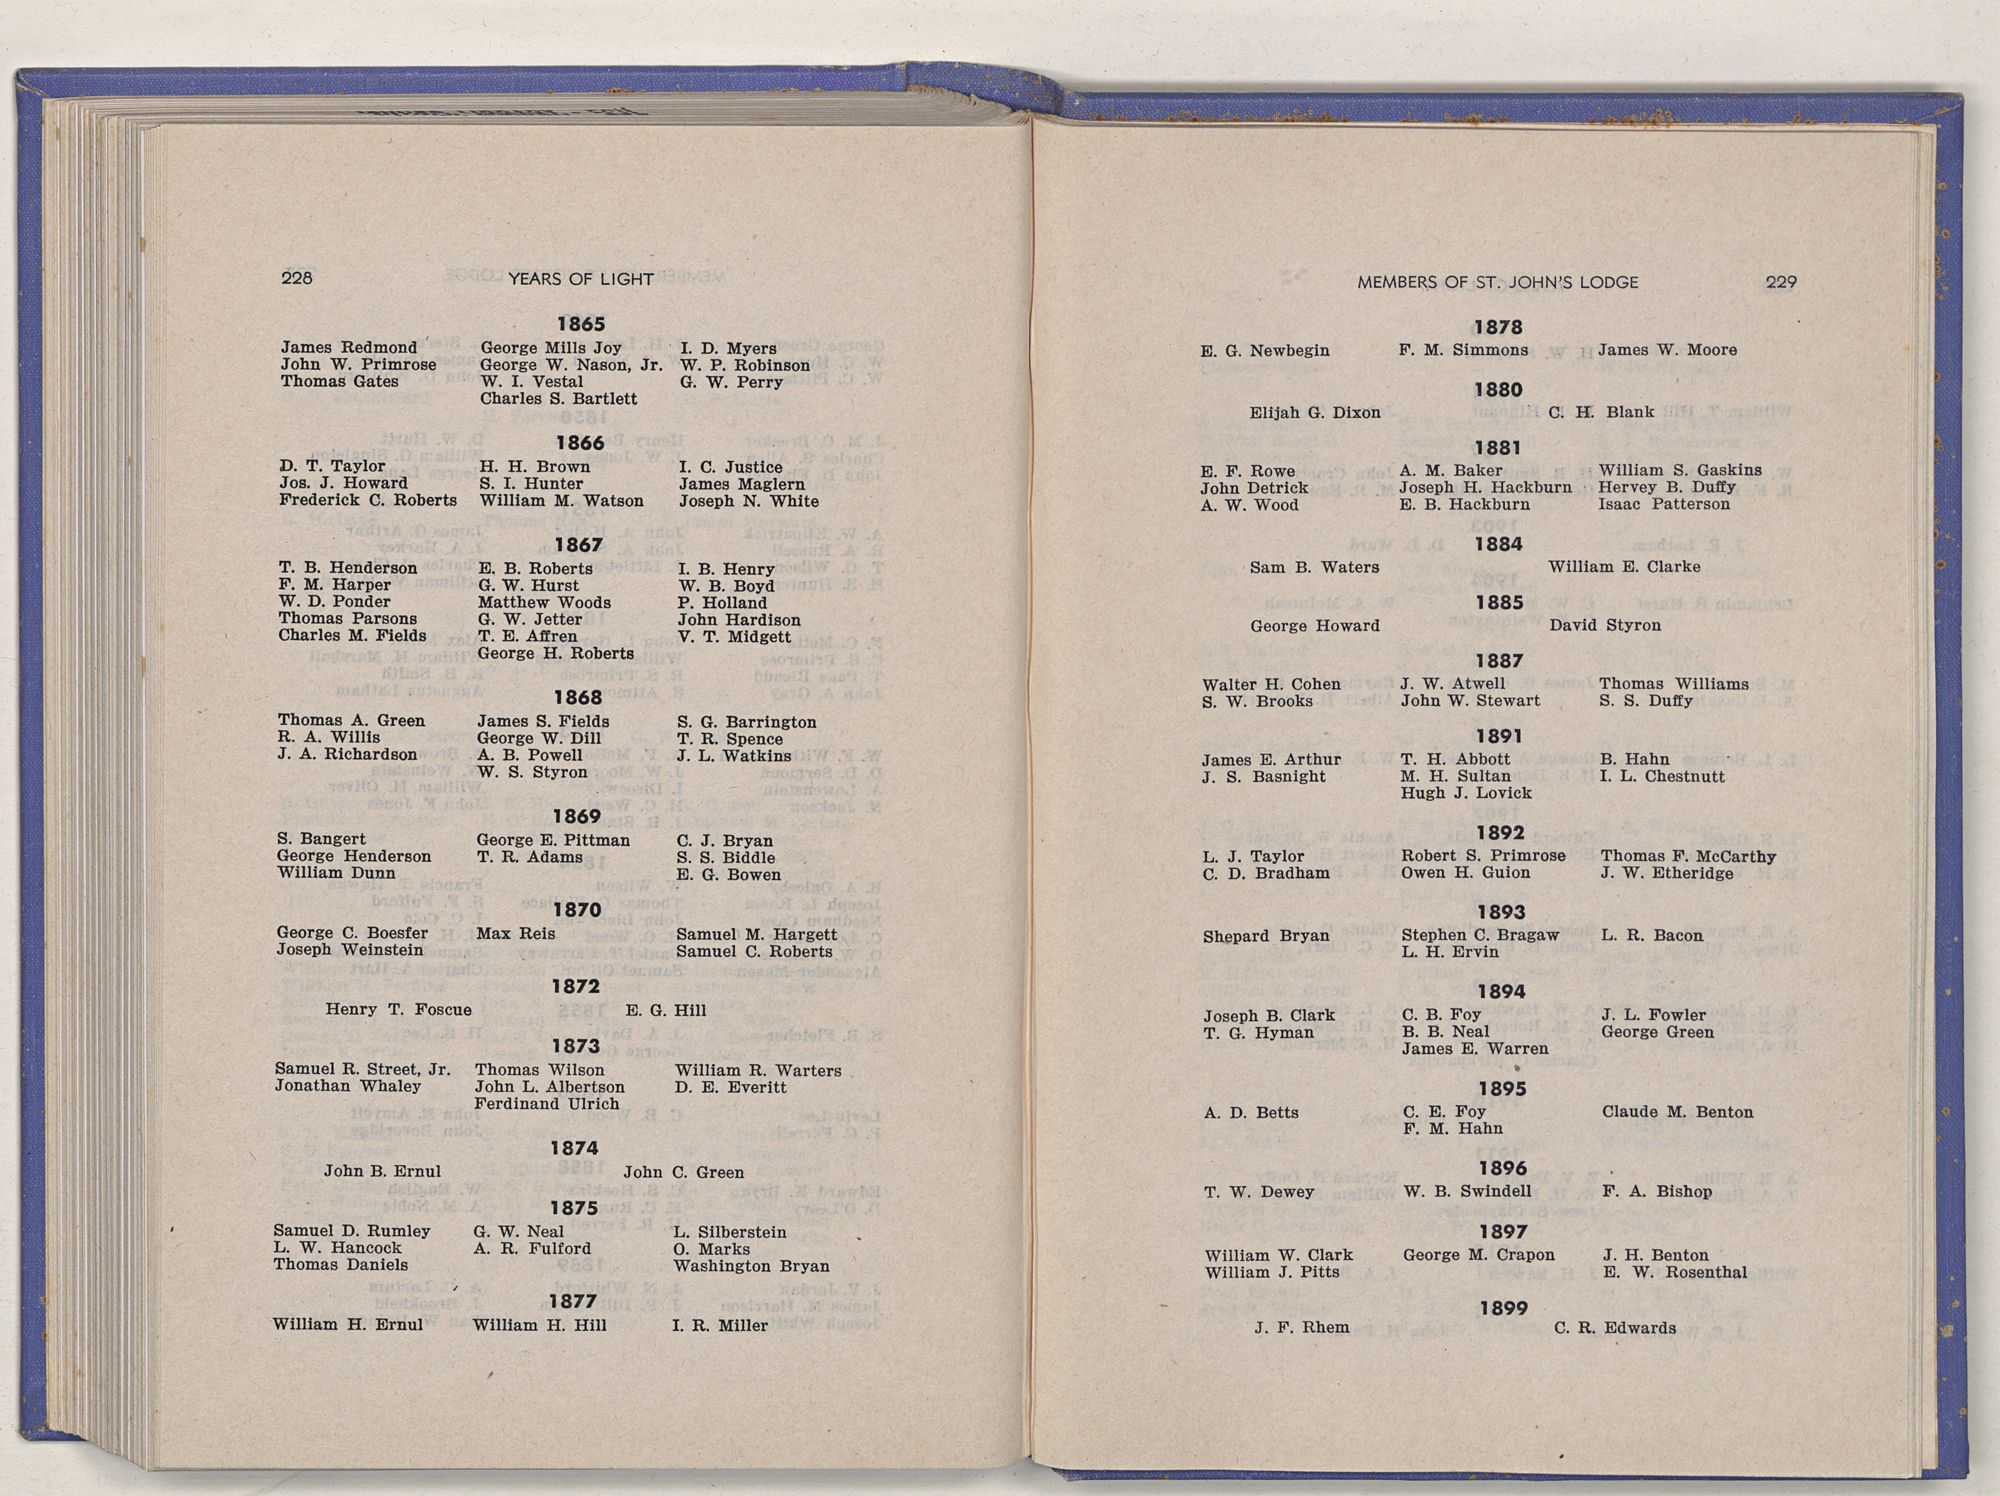 228 YEARS OF LIGHT
1865
James Redmond George Mills Joy I. D. Myers
John W. Primrose George W. Nason, Jr. W. P. Robinson
Thomas Gates W. I. Vestal G. W. Perry
Charles S. Bartlett
1866
D. T. Taylor H. H. Brown I. C. Justice
Jos. J. Howard S. I. Hunter James Maglern
Frederick C. Roberts William M. Watson Joseph N. White
1867
T. B. Henderson E. B. Roberts I. B. Henry
F. M. Harper G. W. Hurst W. B. Boyd
W. D. Ponder Matthew Woods P. Holland
Thomas Parsons G. W. Jetter John Hardison
Charles M. Fields T. E. Affren V. T. Midgett
George H. Roberts
1868
Thomas A. Green James S. Fields S. G. Barrington
R. A. Willis George W. Dill T. R. Spence
J. A. Richardson A. B. Powell J. L. Watkins
W. S. Styron
1869
S. Bangert George E. Pittman C. J. Bryan
George Henderson T. R. Adams S. S. Biddle
William Dunn E. G. Bowen
1870
George C. Boesfer Max Reis Samuel M. Hargett
Joseph Weinstein Samuel C. Roberts
1872
Henry T. Foscue E. G. Hill
1873
Samuel R. Street, Jr. Thomas Wilson William R. Warters
Jonathan Whaley John L. Albertson D. E. Everitt
Ferdinand Ulrich
1874
John B. Ernul John C. Green
1875
Samuel D. Rumley G. W. Neal L. Silberstein
L. W. Hancock A. R. Fulford O. Marks
Thomas Daniels Washington Bryan
1877
William H. Ernul William H. Hill I. R. Miller
MEMBERS OF ST. JOHN'S LODGE 229
1878
E. G. Newbegin F. M. Simmons James W. Moore
1880
Elijah G. Dixon C. H. Blank
1881
E. F. Rowe A. M. Baker William S. Gaskins
John Detrick Joseph H. Hackburn Hervey B. Duffy
A. W. Wood E. B. Hackburn Isaac Patterson
1884
Sam B. Waters William E. Clarke
1885
George Howard David Styron
1887
Walter H. Cohen J. W. Atwell Thomas Williams
S. W. Brooks John W. Stewart S. S. Duffy
1891
James E. Arthur T. H. Abbott B. Hahn
J. S. Basnight M. H. Sultan I. L. Chestnutt
Hugh J. Lovick
1892
L. J. Taylor Robert S. Primrose Thomas F. McCarthy
C. D. Bradham Owen H. Guion J. W. Etheridge
1893
Shepard Bryan Stephen C. Bragaw L. R. Bacon
L. H. Ervin
1894
Joseph B. Clark C. B. Foy J. L. Fowler
T. G. Hyman B. B. Neal George Green
James E. Warren
1895
A. D. Betts C. E. Foy Claude M. Benton
F. M. Hahn
1896
T. W. Dewey W. B. Swindell F. A. Bishop
1897
William W. Clark George M. Crapon J. H. Benton
William J. Pitts E. W. Rosenthal
1899
J. F. Rhem C. R. Edwards